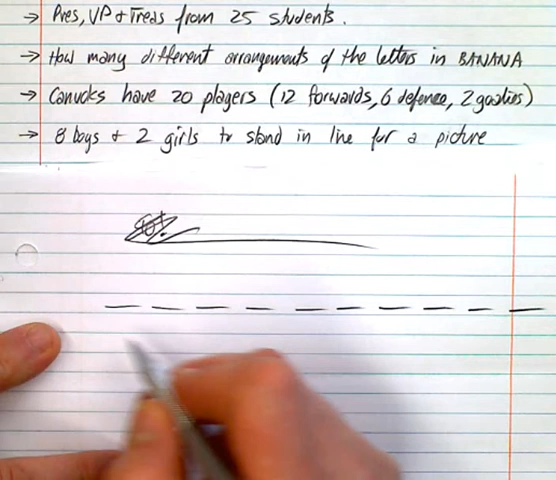 → Pres, VP + Treas from 25 students.
→ How many different arrangements of the letters in BANANA
→ Canucks have 20 players (12 forwards, 6 defence, 2 goalies)
→ 8 boys + 2 girls to stand in line for a picture